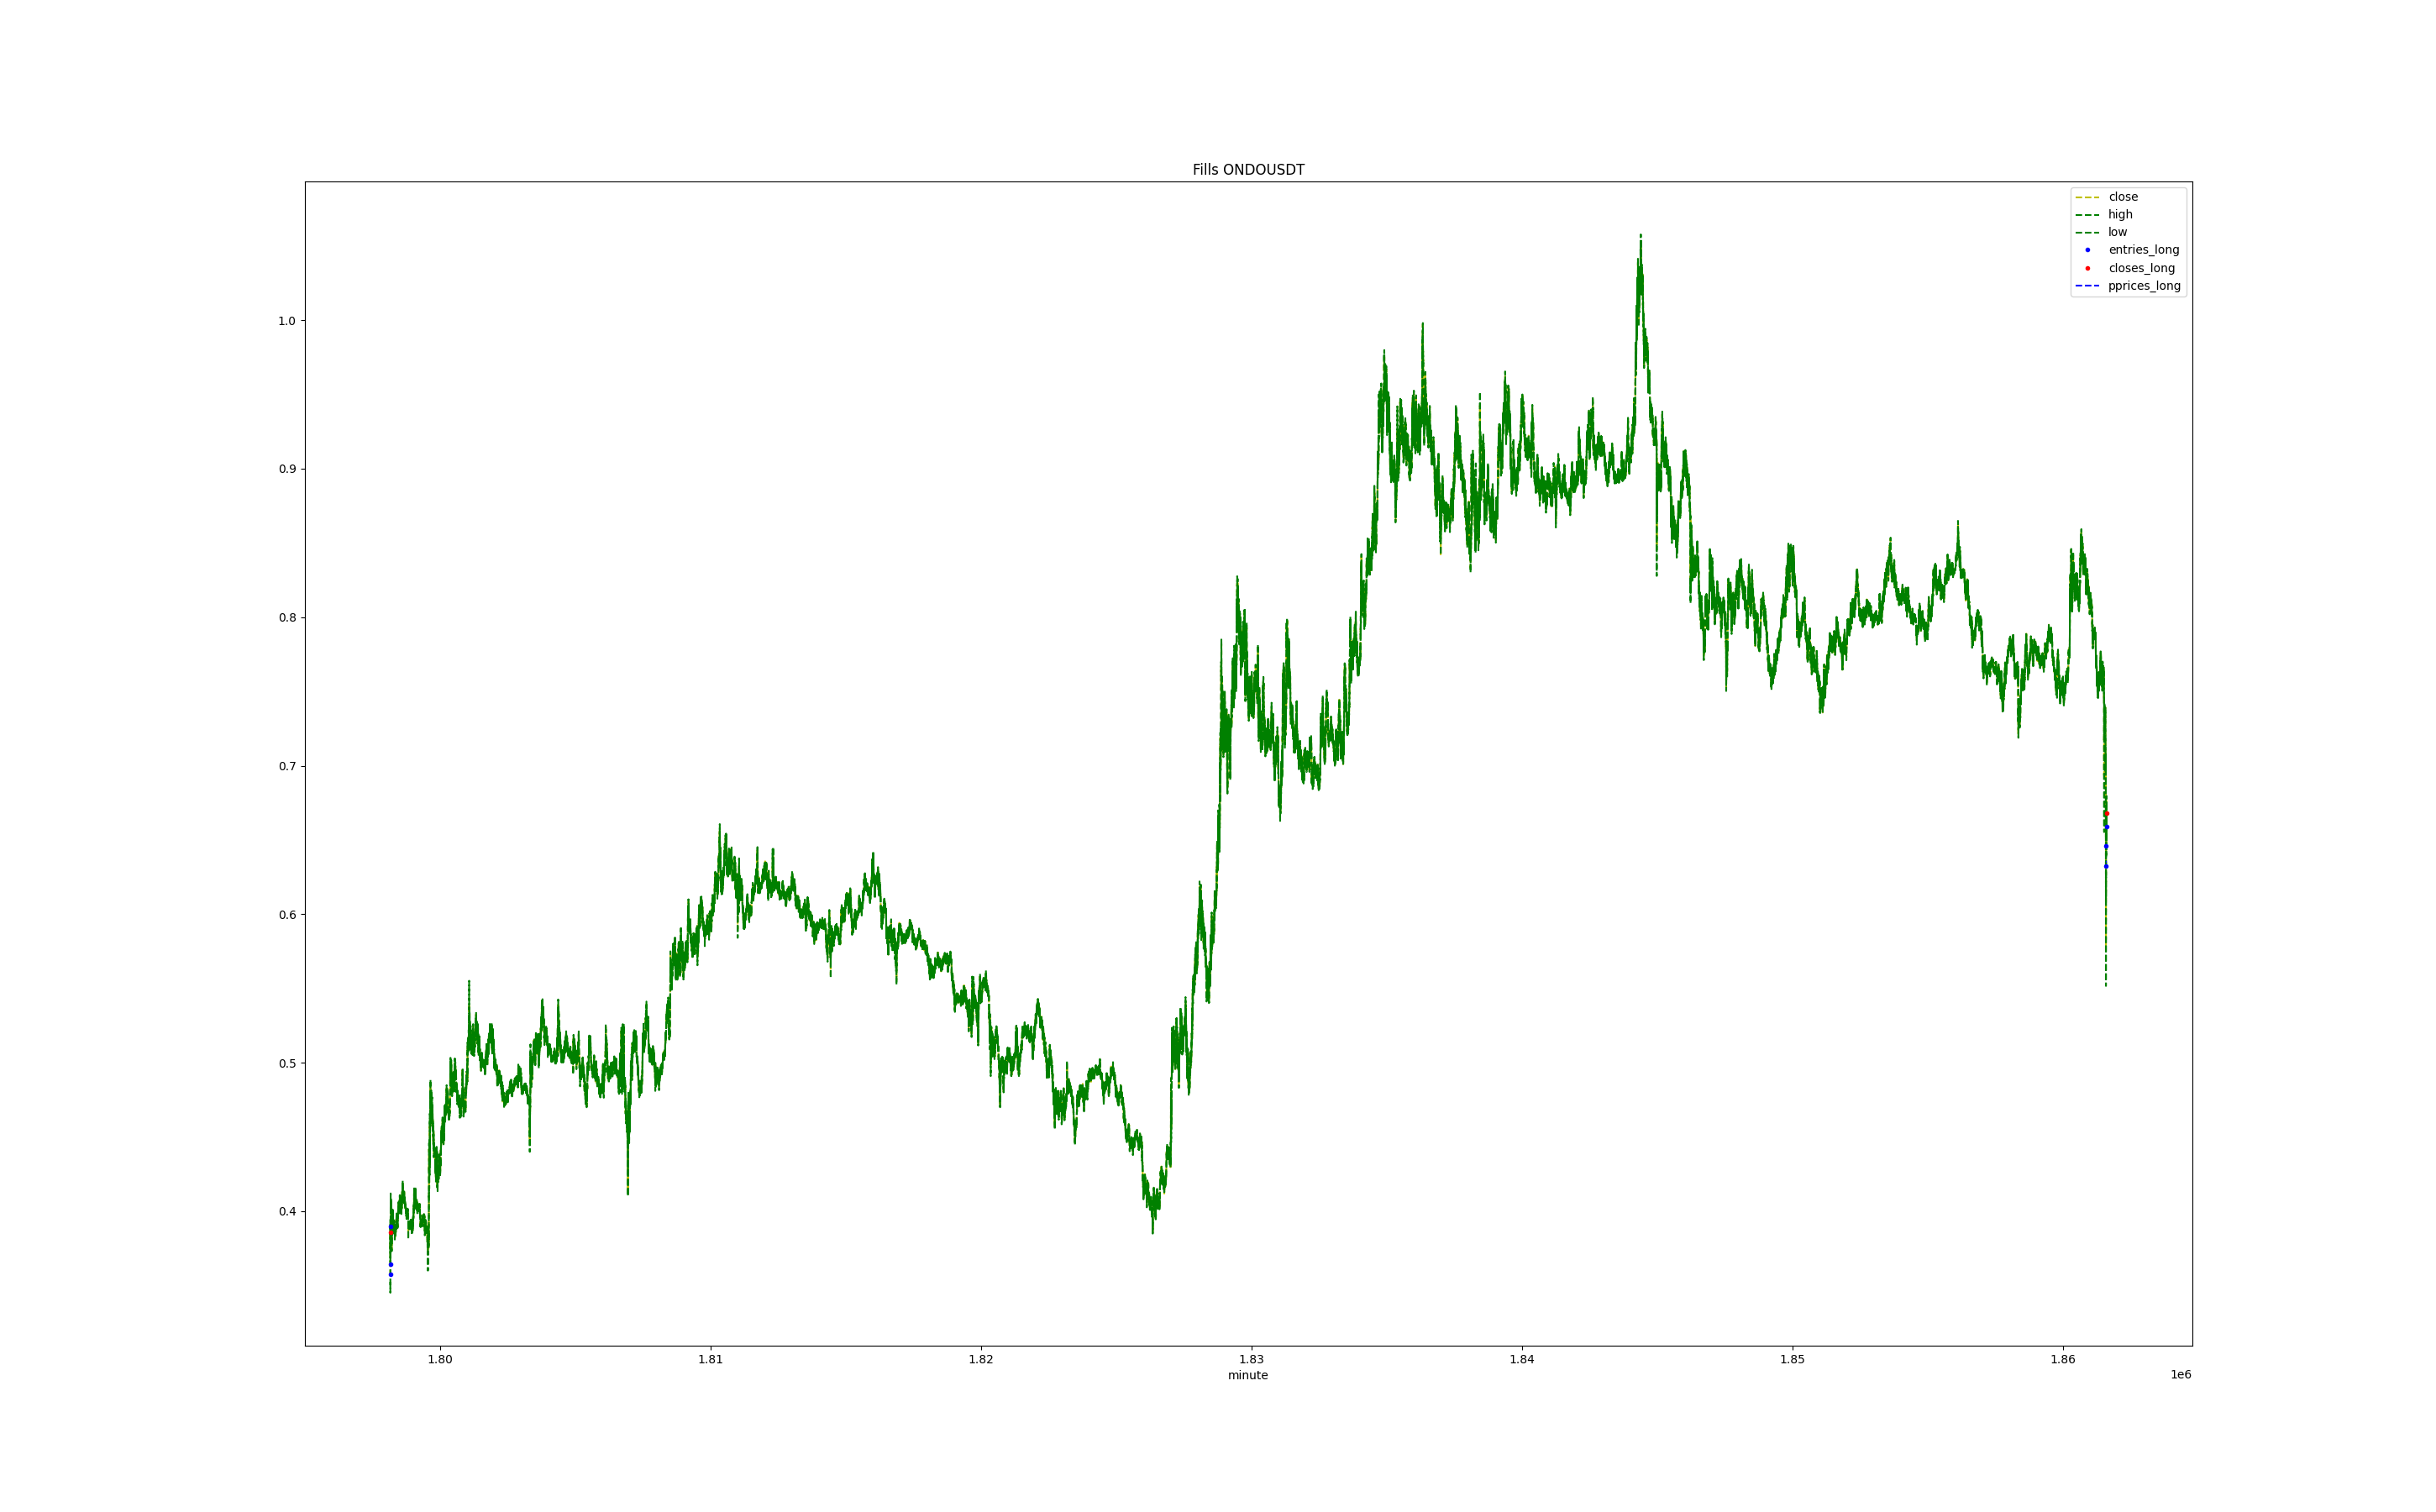 Fills ONDOUSDT
close
high
low
entries_long
closes_long
pprices_long
1.0
0.9
0.8
0.7
0.6
0.5
0.4
1.80 1.81 1.82 1.83 1.84 1.85 1.86
minute 1e6